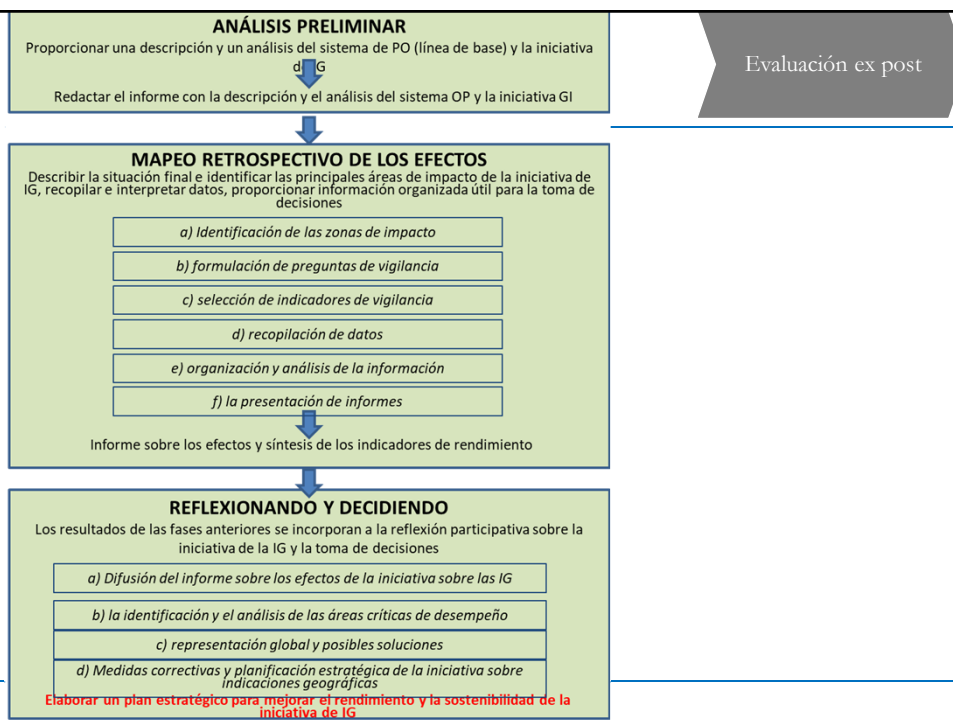 ANÁLISIS PRELIMINAR
Proporcionar una descripción y un análisis del sistema de PO (línea de base) y la iniciativa
de IG
Redactar el informe con la descripción y el análisis del sistema OP y la iniciativa GI
Evaluación ex post
MAPEO RETROSPECTIVO DE LOS EFECTOS
Describir la situación final e identificar las principales áreas de impacto de la iniciativa de
IG, recopilar e interpretar datos, proporcionar información organizada útil para la toma de
decisiones
a) Identificación de las zonas de impacto
b) formulación de preguntas de vigilancia
c) selección de indicadores de vigilancia
d) recopilación de datos
e) organización y análisis de la información
f) la presentación de informes
Informe sobre los efectos y síntesis de los indicadores de rendimiento
REFLEXIONANDO Y DECIDIENDO
Los resultados de las fases anteriores se incorporan a la reflexión participativa sobre la
iniciativa de la IG y la toma de decisiones
a) Difusión del informe sobre los efectos de la iniciativa sobre las IG
b) la identificación y el análisis de las áreas críticas de desempeño
c) representación global y posibles soluciones
d) Medidas correctivas y planificación estratégica de la iniciativa sobre
indicaciones geográficas
Elaborar un plan estratégico para mejorar el rendimiento y la sostenibilidad de la
iniciativa de IG